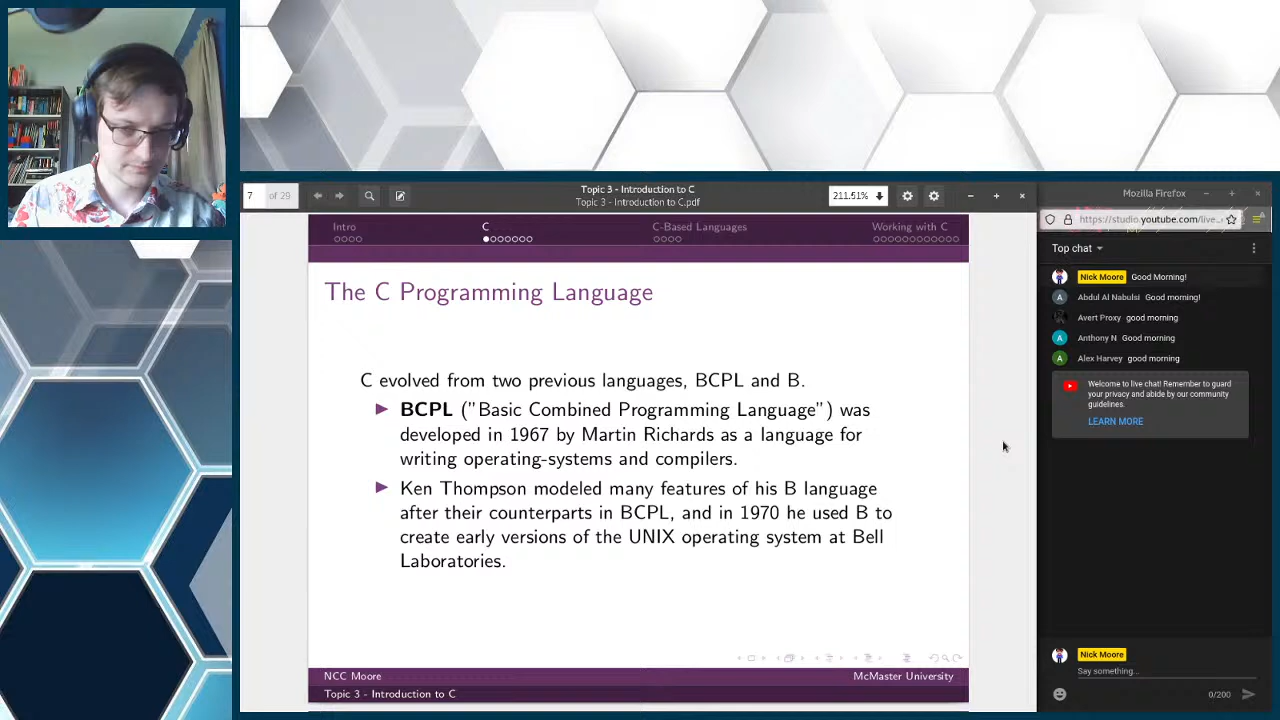 7 of 29
Topic 3 - Introduction to C
Topic 3 - Introduction to C.pdf
211.51%
Intro
C
C-Based Languages
Working with C
The C Programming Language
C evolved from two previous languages, BCPL and B.
BCPL ("Basic Combined Programming Language") was
developed in 1967 by Martin Richards as a language for
writing operating-systems and compilers.
Ken Thompson modeled many features of his B language
after their counterparts in BCPL, and in 1970 he used B to
create early versions of the UNIX operating system at Bell
Laboratories.
NCC Moore
McMaster University
Topic 3 - Introduction to C
Mozilla Firefox
https://studio.youtube.com/live_
Top chat
Nick Moore Good Morning!
A Abdul Al Nabulsi Good morning!
Avert Proxy good morning
A Anthony N Good morning
A Alex Harvey good morning
Welcome to live chat! Remember to guard
your privacy and abide by our community
guidelines.
LEARN MORE
Nick Moore
Say something...
0/200